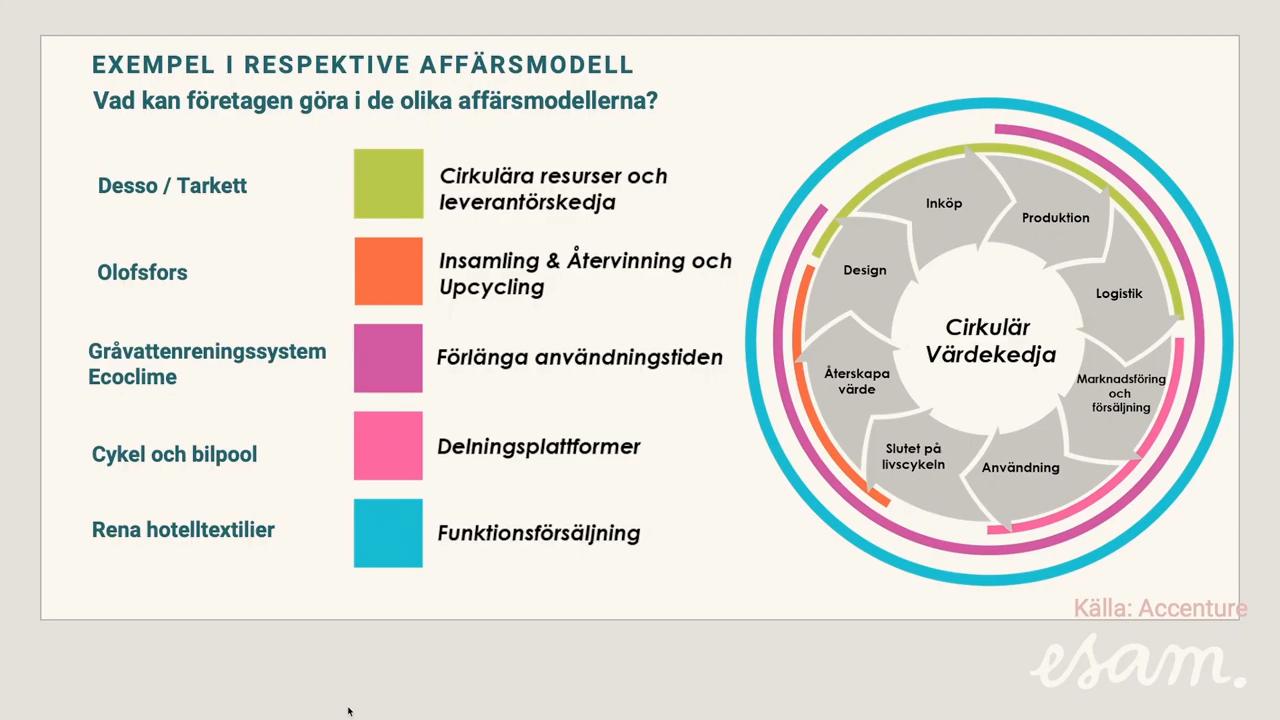 EXEMPEL I RESPEKTIVE AFFÄRSMODELL
Vad kan företagen göra i de olika affärsmodellerna?
Desso / Tarkett
Cirkulära resurser och
leverantörskedja
Olofsfors
Insamling & Återvinning och
Upcycling
Gråvattenreningssystem
Ecoclime
Förlänga användningstiden
Cykel och bilpool
Delningsplattformer
Rena hotelltextilier
Funktionsförsäljning
Inköp
Produktion
Design
Logistik
Cirkulär
Värdekedja
Återskapa
värde
Marknadsföring
och
försäljning
Slutet på
livscykeln
Användning
Källa: Accenture
esam.